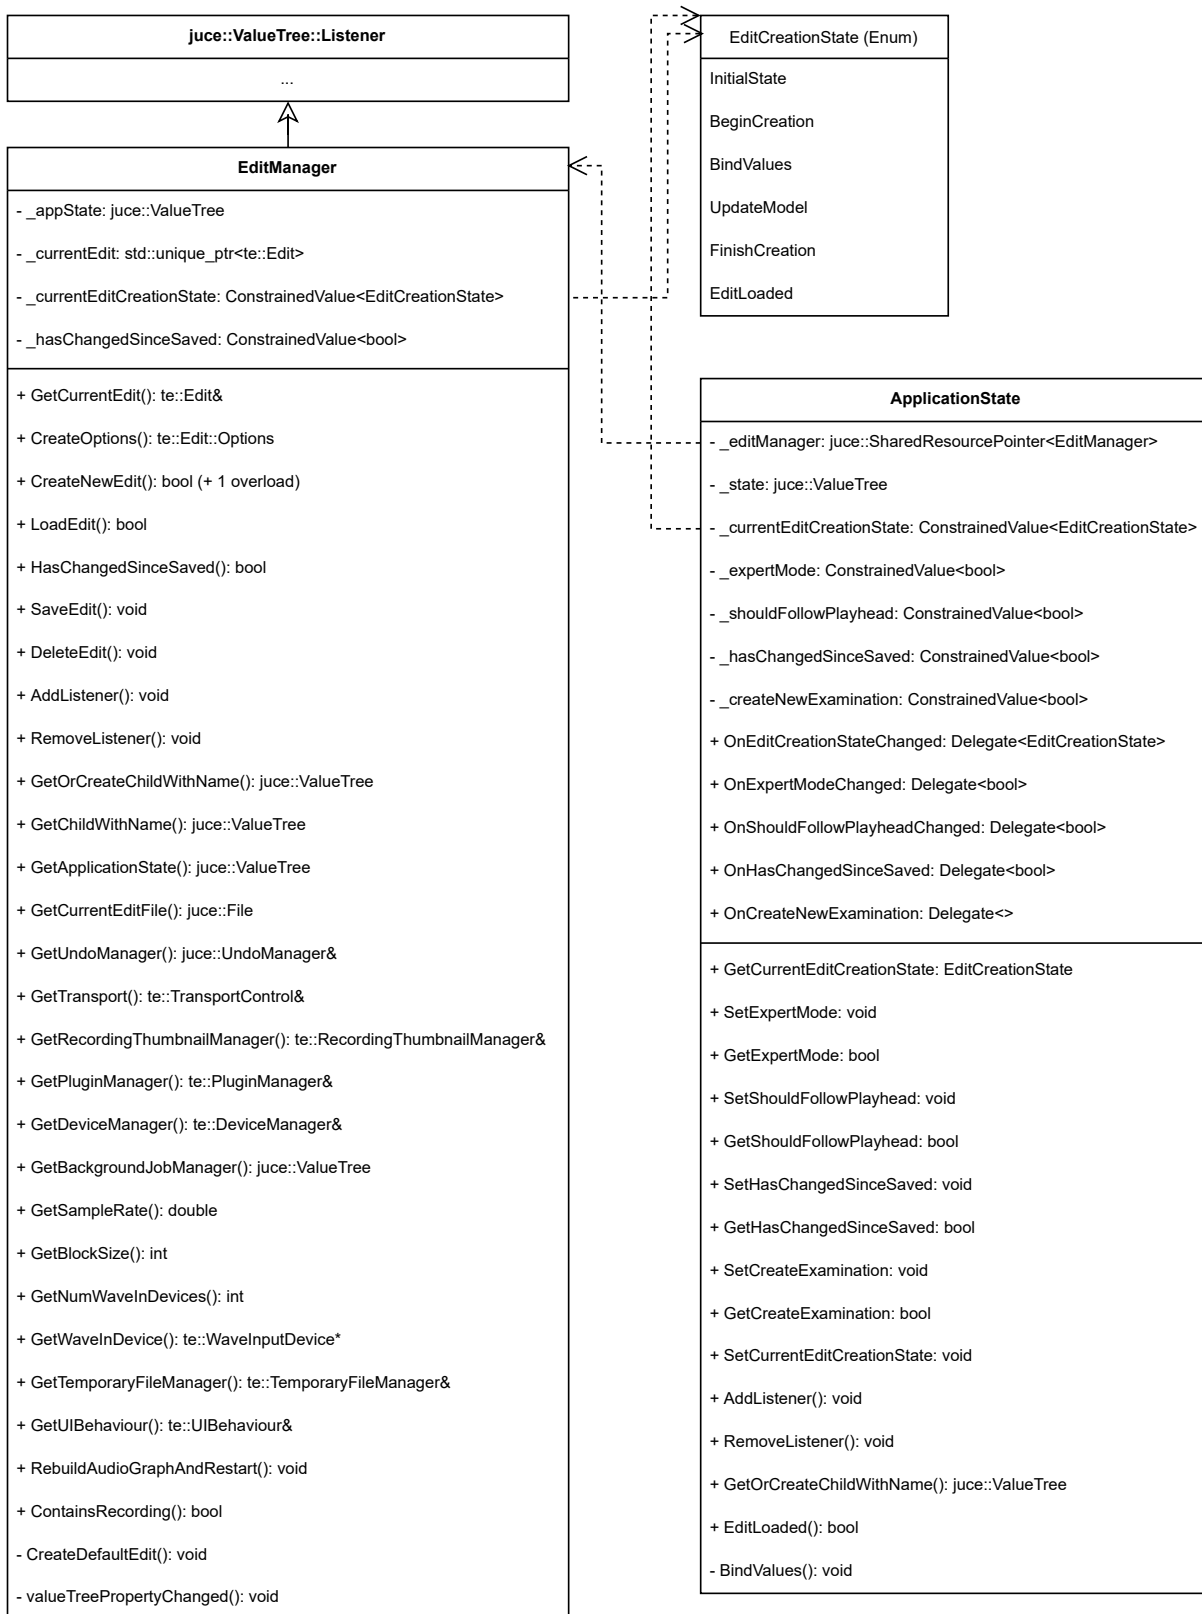 juce::ValueTree::Listener
...
EditManager
- _appState: juce::ValueTree
- _currentEdit: std::unique_ptr<te::Edit>
- _currentEditCreationState: ConstrainedValue<EditCreationState>
- _hasChangedSinceSaved: ConstrainedValue<bool>
+ GetCurrentEdit(): te::Edit&
+ CreateOptions(): te::Edit::Options
+ CreateNewEdit(): bool (+ 1 overload)
+ LoadEdit(): bool
+ HasChangedSinceSaved(): bool
+ SaveEdit(): void
+ DeleteEdit(): void
+ AddListener(): void
+ RemoveListener(): void
+ GetOrCreateChildWithName(): juce::ValueTree
+ GetChildWithName(): juce::ValueTree
+ GetApplicationState(): juce::ValueTree
+ GetCurrentEditFile(): juce::File
+ GetUndoManager(): juce::UndoManager&
+ GetTransport(): te::TransportControl&
+ GetRecordingThumbnailManager(): te::RecordingThumbnailManager&
+ GetPluginManager(): te::PluginManager&
+ GetDeviceManager(): te::DeviceManager&
+ GetBackgroundJobManager(): juce::ValueTree
+ GetSampleRate(): double
+ GetBlockSize(): int
+ GetNumWaveInDevices(): int
+ GetWaveInDevice(): te::WaveInputDevice*
+ GetTemporaryFileManager(): te::TemporaryFileManager&
+ GetUIBehaviour(): te::UIBehaviour&
+ RebuildAudioGraphAndRestart(): void
+ ContainsRecording(): bool
- CreateDefaultEdit(): void
- valueTreePropertyChanged(): void
EditCreationState (Enum)
InitialState
BeginCreation
BindValues
UpdateModel
FinishCreation
EditLoaded
ApplicationState
- _editManager: juce::SharedResourcePointer<EditManager>
- _state: juce::ValueTree
- _currentEditCreationState: ConstrainedValue<EditCreationState>
- _expertMode: ConstrainedValue<bool>
- _shouldFollowPlayhead: ConstrainedValue<bool>
- _hasChangedSinceSaved: ConstrainedValue<bool>
- _createNewExamination: ConstrainedValue<bool>
+ OnEditCreationStateChanged: Delegate<EditCreationState>
+ OnExpertModeChanged: Delegate<bool>
+ OnShouldFollowPlayheadChanged: Delegate<bool>
+ OnHasChangedSinceSaved: Delegate<bool>
+ OnCreateNewExamination: Delegate<>
+ GetCurrentEditCreationState: EditCreationState
+ SetExpertMode: void
+ GetExpertMode: bool
+ SetShouldFollowPlayhead: void
+ GetShouldFollowPlayhead: bool
+ SetHasChangedSinceSaved: void
+ GetHasChangedSinceSaved: bool
+ SetCreateExamination: void
+ GetCreateExamination: bool
+ SetCurrentEditCreationState: void
+ AddListener(): void
+ RemoveListener(): void
+ GetOrCreateChildWithName(): juce::ValueTree
+ EditLoaded(): bool
- BindValues(): void